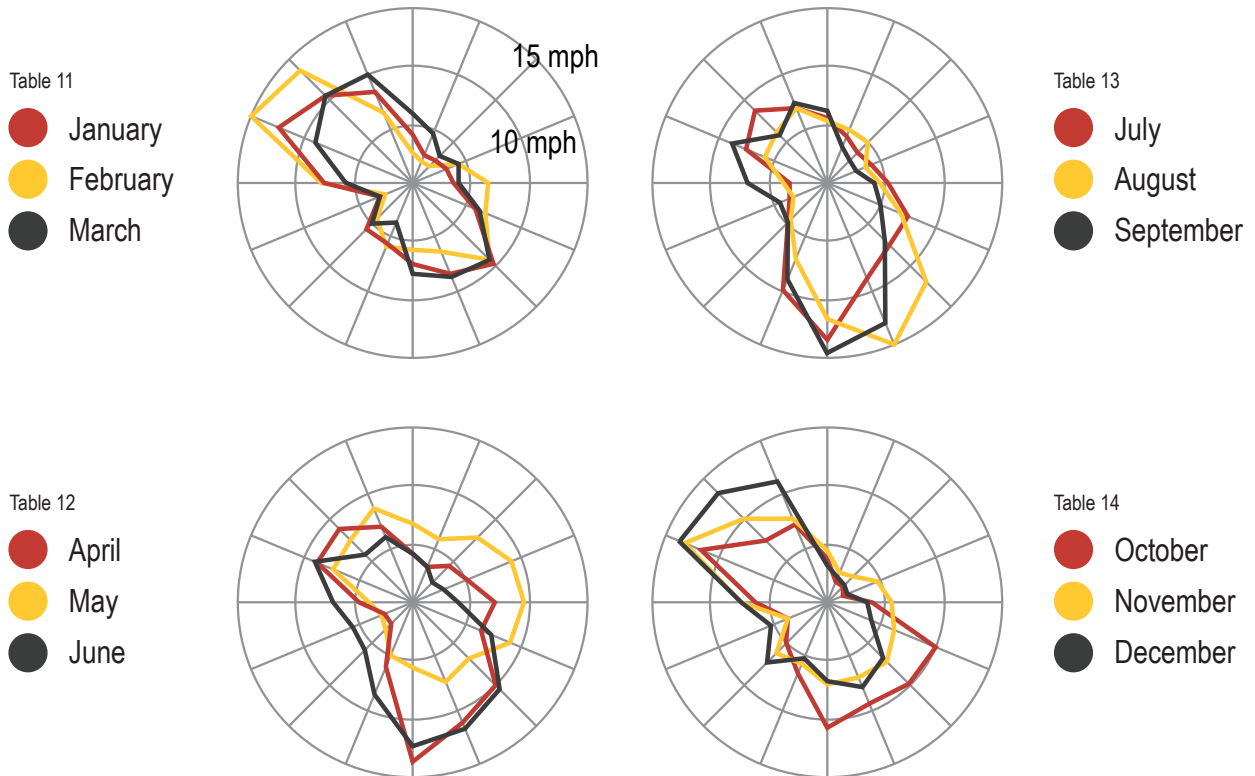 Table 11
January
February
March
15 mph
10 mph
Table 13
July
August
September
Table 12
April
May
June
Table 14
October
November
December